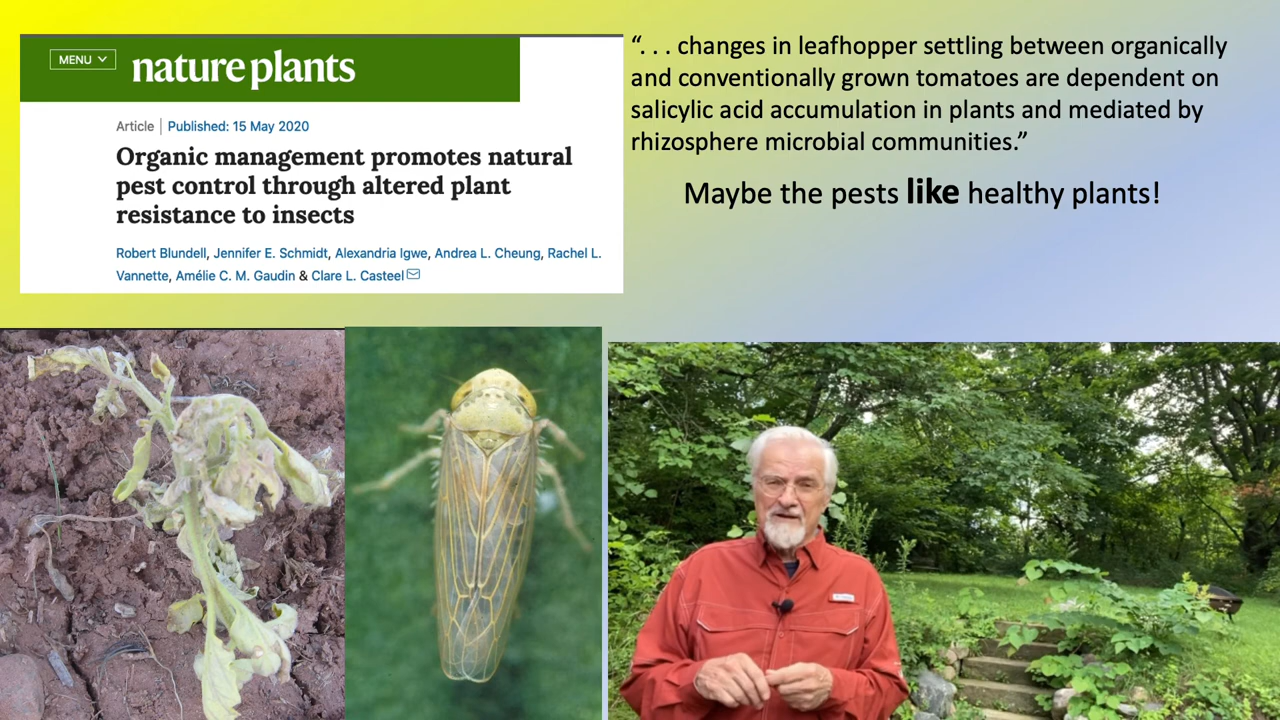 MENU
nature plants
Article | Published: 15 May 2020
Organic management promotes natural
pest control through altered plant
resistance to insects
Robert Blundell, Jennifer E. Schmidt, Alexandria Igwe, Andrea L. Cheung, Rachel L.
Vannette, Amélie C. M. Gaudin & Clare L. Casteel
“. . . changes in leafhopper settling between organically
and conventionally grown tomatoes are dependent on
salicylic acid accumulation in plants and mediated by
rhizosphere microbial communities.”
Maybe the pests like healthy plants!